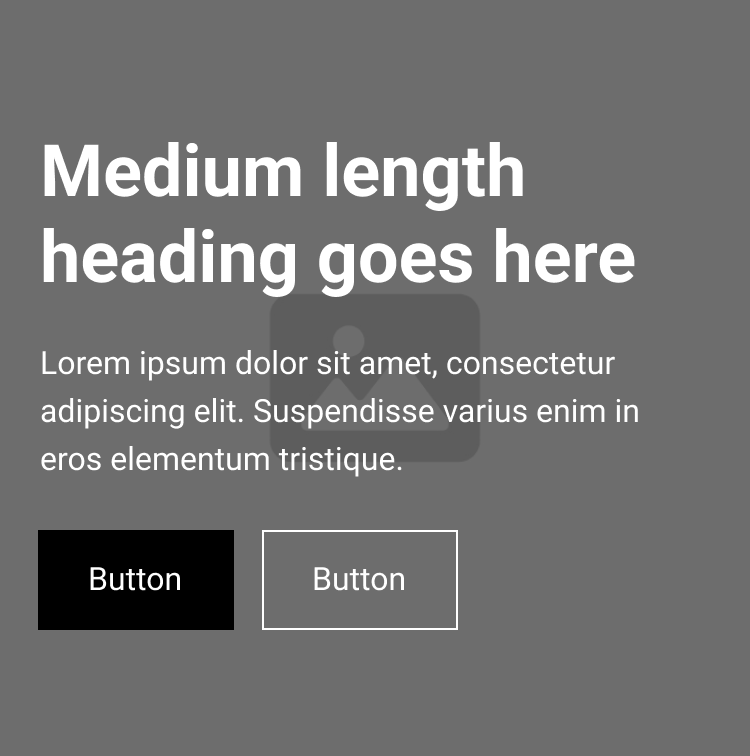 Medium length
heading goes here
Lorem ipsum dolor sit amet, consectetur
adipiscing elit. Suspendisse varius enim in
eros elementum tristique.
Button
Button